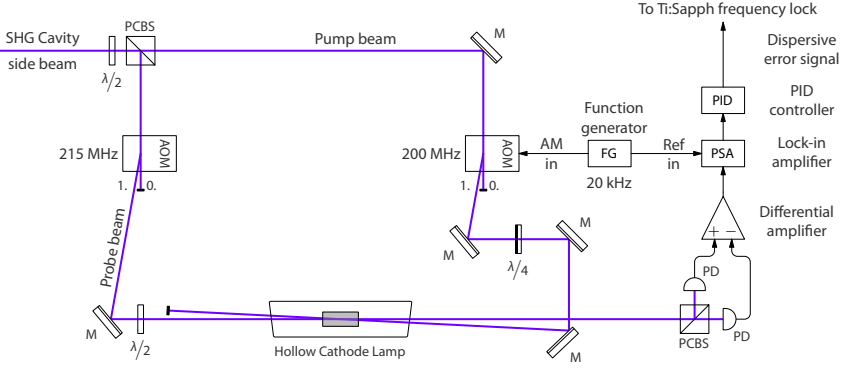 To Ti:Sapph frequency lock
SHG Cavity
side beam
PCBS
λ/2
Pump beam
M
Dispersive
error signal
PID
PID
controller
Function
generator
215 MHz
AOM
1. 0.
200 MHz
AOM
1. 0.
AM
in
FG
20 kHz
Ref
in
PSA
Lock-in
amplifier
Probe beam
M
λ/4
M
+ −
Differential
amplifier
PD
M
λ/2
Hollow Cathode Lamp
M
PCBS
PD